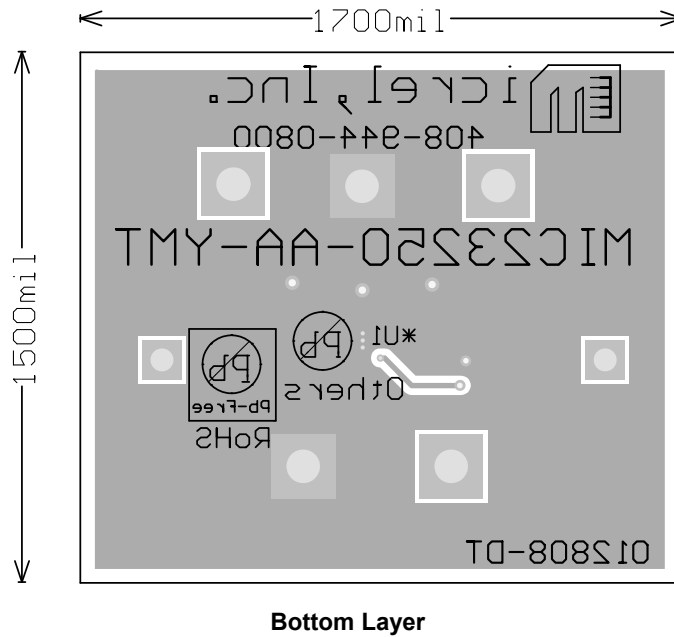 1700mil
icrel,Inc.
408-944-0800
MIC23250-AA-YMT
1500mil
*U1
Pb
Pb
Others
Pb-Free
RoHS
012808-DT
Bottom Layer